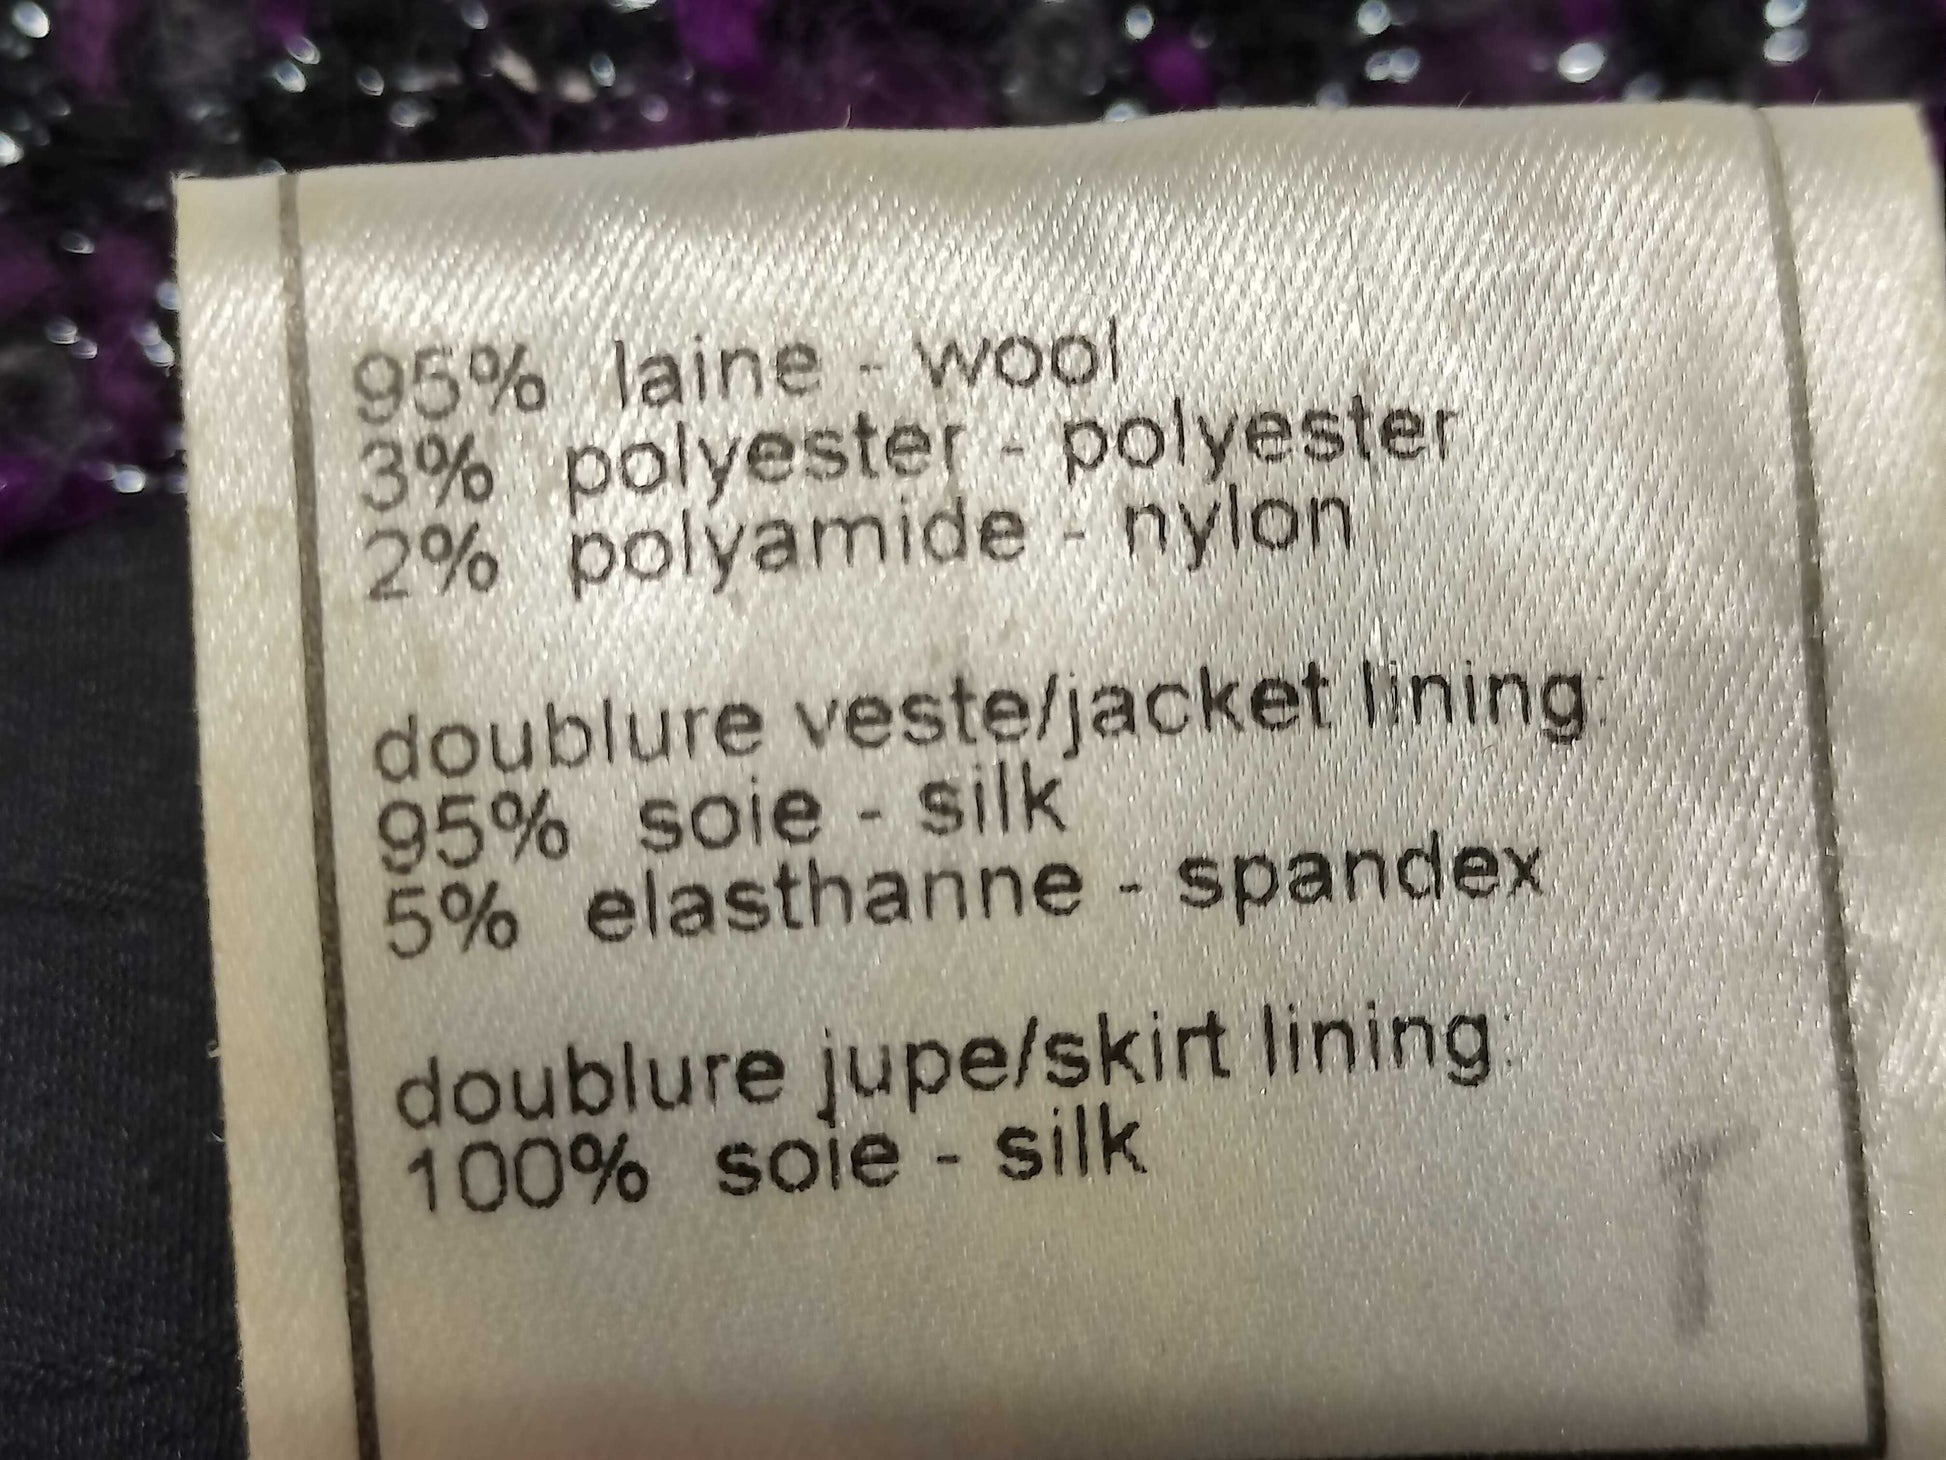 95% laine - wool
3% polyester - polyester
2% polyamide - nylon
doublure veste/jacket lining:
95% soie - silk
5% elasthanne - spandex
doublure jupe/skirt lining:
100% soie - silk
T